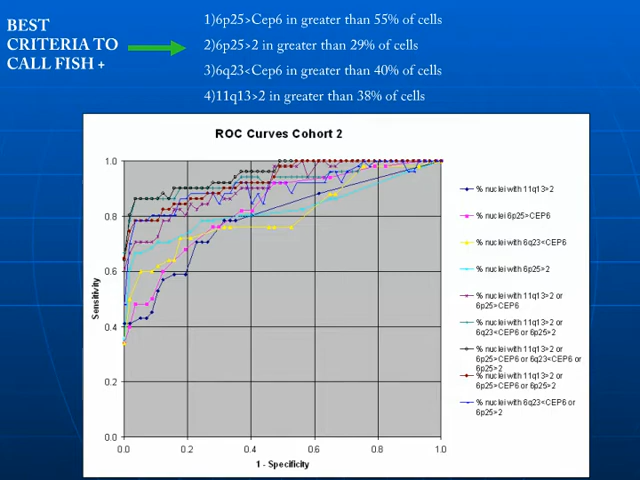 BEST
CRITERIA TO
CALL FISH +
1)6p25>Cep6 in greater than 55% of cells
2)6p25>2 in greater than 29% of cells
3)6q23<Cep6 in greater than 40% of cells
4)11q13>2 in greater than 38% of cells
ROC Curves Cohort 2
1.0
0.8
0.6
0.4
0.2
0.0
Sensitivity
0.0 0.2 0.4 0.6 0.8 1.0
1 - Specificity
% nuclei with 11q13>2
% nuclei 6p25>CEP6
% nuclei with 6q23<CEP6
% nuclei with 6p25>2
% nuclei with 11q13>2 or
6p25>CEP6
% nuclei with 11q13>2 or
6q23<CEP6 or 6p25>2
% nuclei with 11q13>2 or
6p25>CEP6 or 6q23<CEP6 or
6p25>2
% nuclei with 11q13>2 or
6p25>CEP6 or 6p25>2
% nuclei with 6q23<CEP6 or
6p25>2